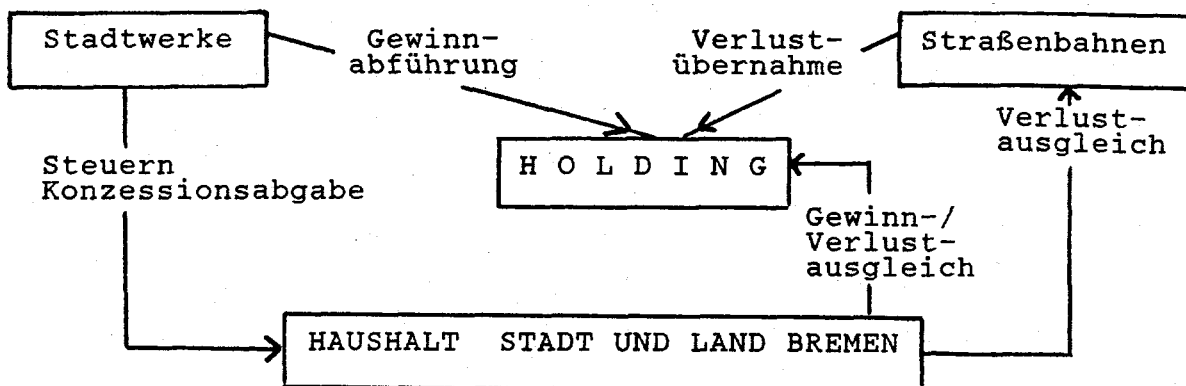 Stadtwerke
Gewinn-
abführung
Verlust-
übernahme
Straßenbahnen
Verlust-
ausgleich
Steuern
Konzessionsabgabe
H O L D I N G
Gewinn-/
Verlust-
ausgleich
HAUSHALT STADT UND LAND BREMEN